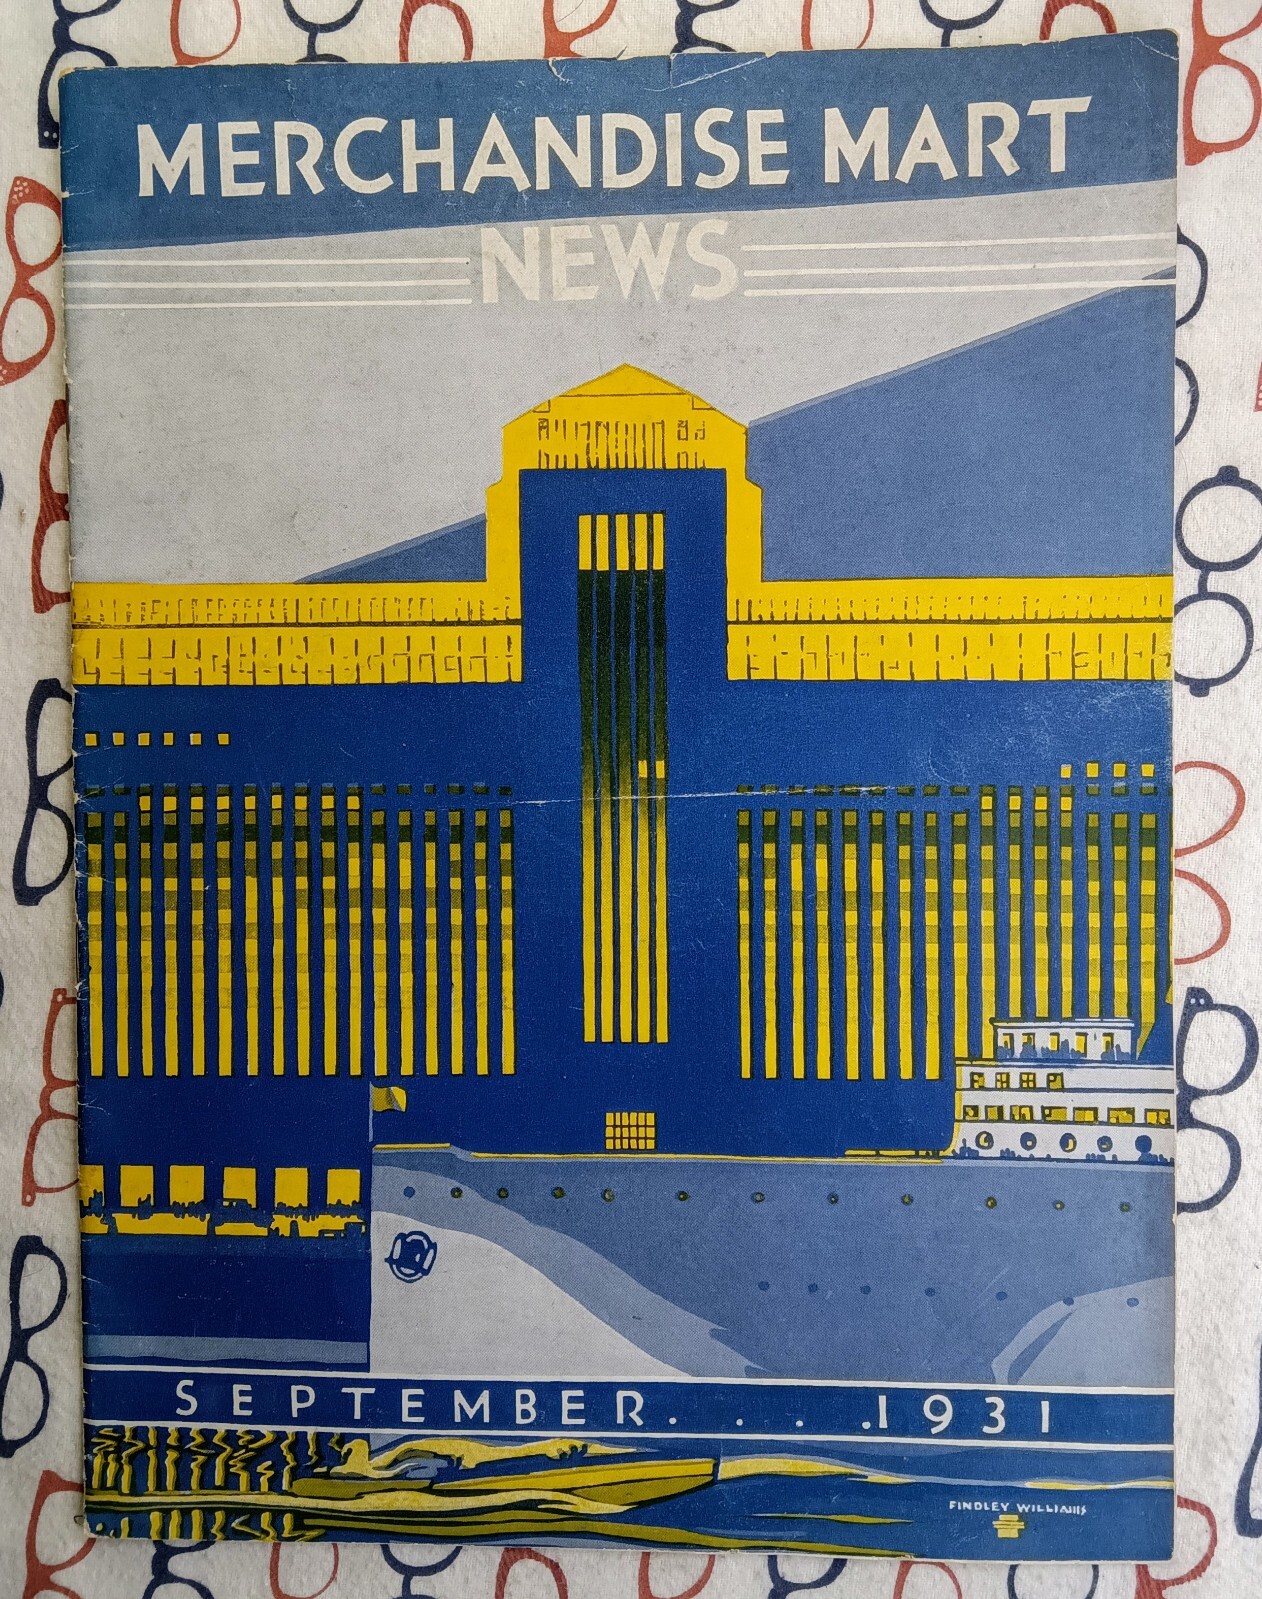 MERCHANDISE MART
NEWS
SEPTEMBER. . . .1931
FINDLEY WILLIAMS